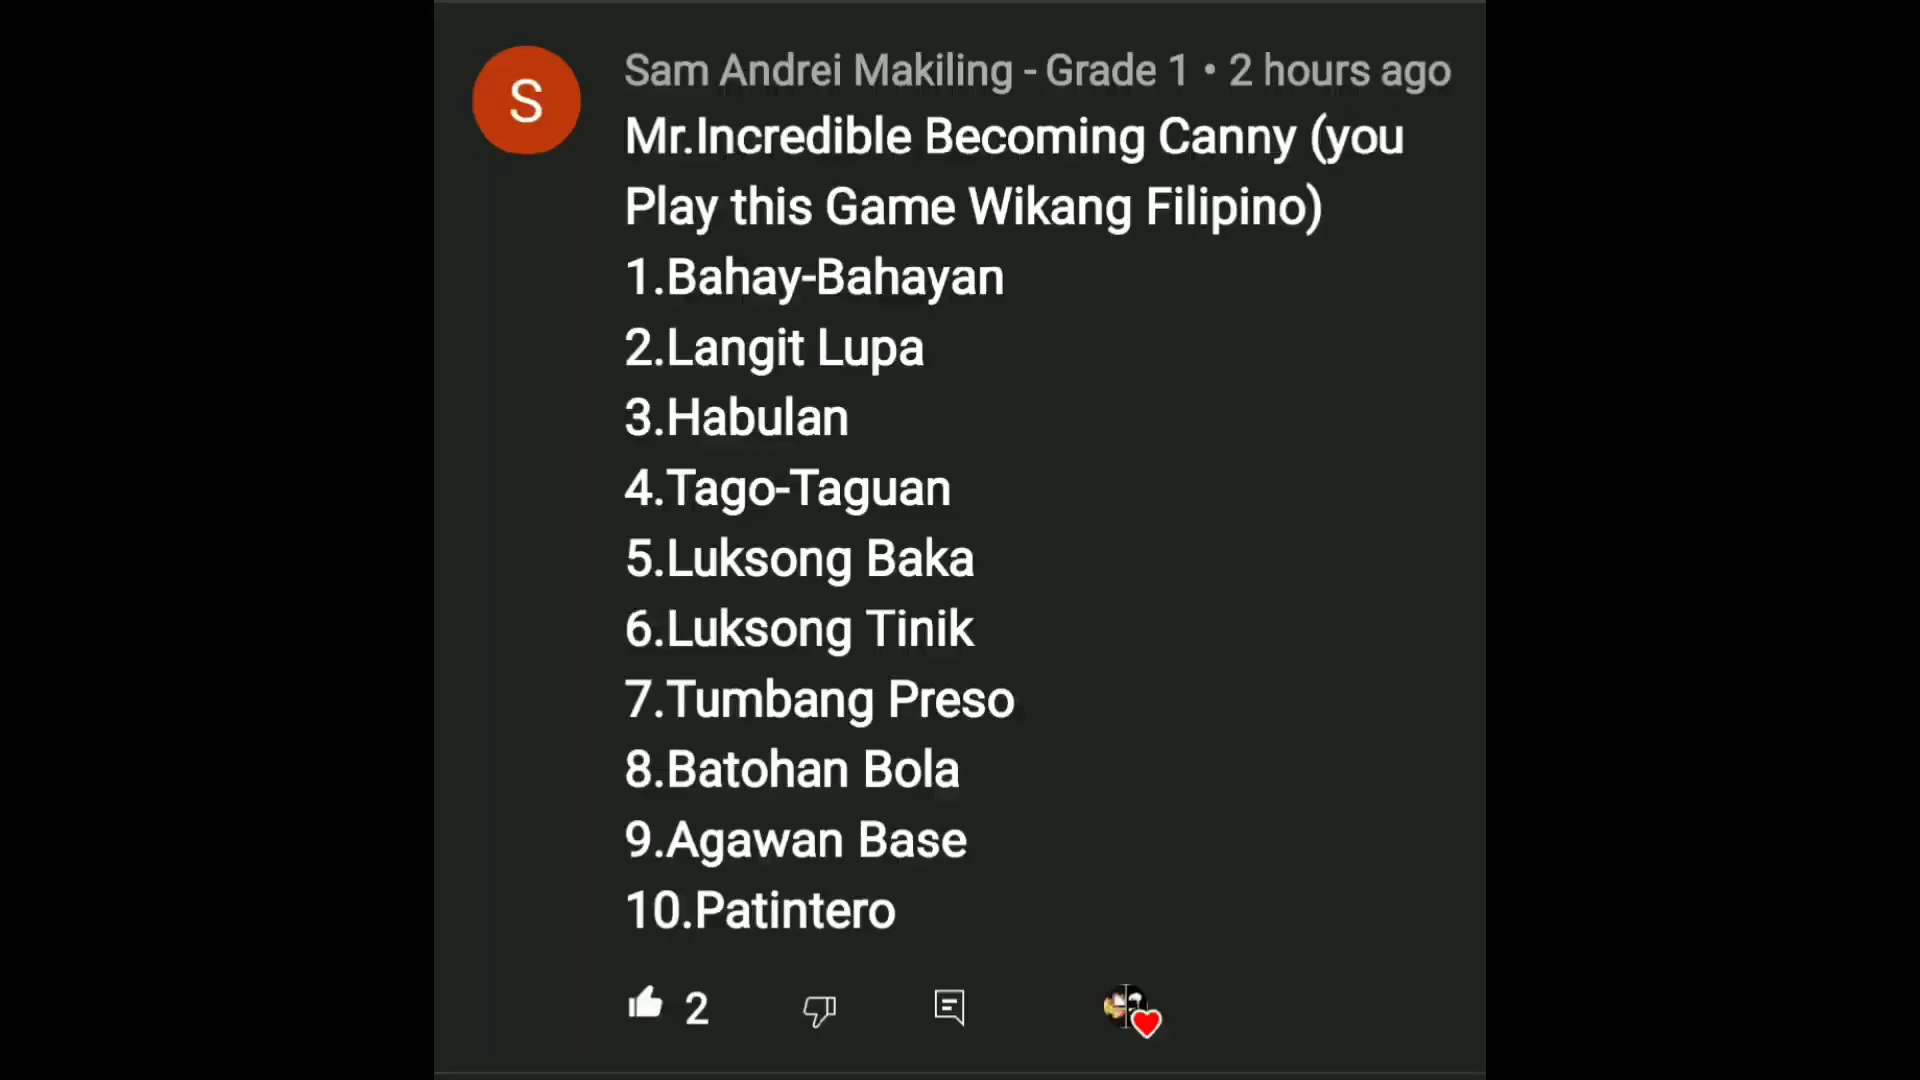 S
Sam Andrei Makiling - Grade 1 • 2 hours ago
Mr.Incredible Becoming Canny (you
Play this Game Wikang Filipino)
1.Bahay-Bahayan
2.Langit Lupa
3.Habulan
4.Tago-Taguan
5.Luksong Baka
6.Luksong Tinik
7.Tumbang Preso
8.Batohan Bola
9.Agawan Base
10.Patintero
2